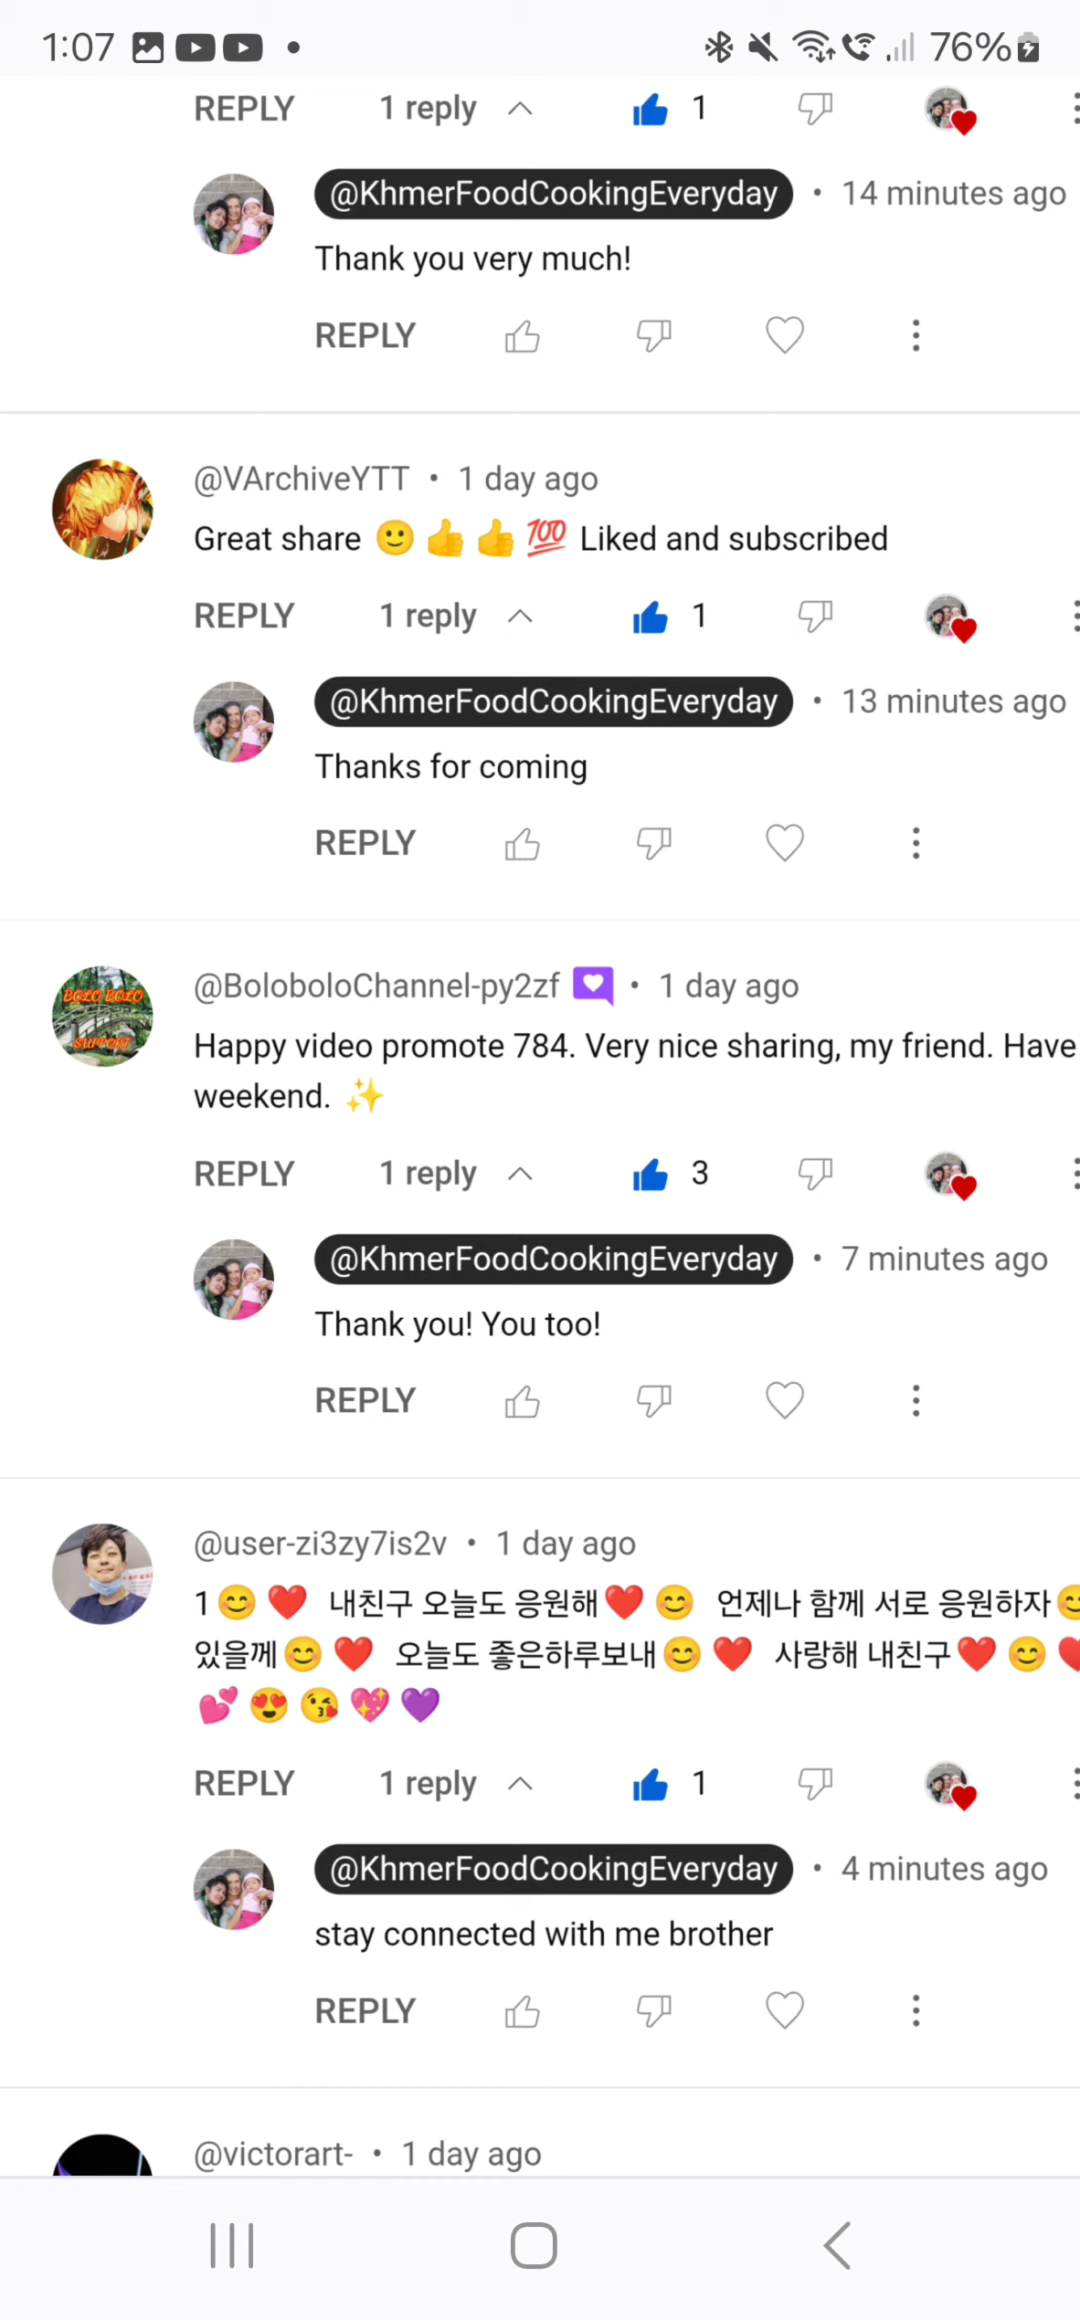 1:07 76%
REPLY 1 reply 1
@KhmerFoodCookingEveryday • 14 minutes ago
Thank you very much!
REPLY
@VArchiveYTT • 1 day ago
Great share 🙂👍👍💯 Liked and subscribed
REPLY 1 reply 1
@KhmerFoodCookingEveryday • 13 minutes ago
Thanks for coming
REPLY
BOLO BOLO
SUPPORT
@BoloboloChannel-py2zf • 1 day ago
Happy video promote 784. Very nice sharing, my friend. Have
weekend. ✨
REPLY 1 reply 3
@KhmerFoodCookingEveryday • 7 minutes ago
Thank you! You too!
REPLY
@user-zi3zy7is2v • 1 day ago
1😊❤️ 내친구 오늘도 응원해❤️😊 언제나 함께 서로 응원하자😊
있을께😊❤️ 오늘도 좋은하루보내😊❤️ 사랑해 내친구❤️😊❤️
💕😍😘💖💜
REPLY 1 reply 1
@KhmerFoodCookingEveryday • 4 minutes ago
stay connected with me brother
REPLY
@victorart- • 1 day ago